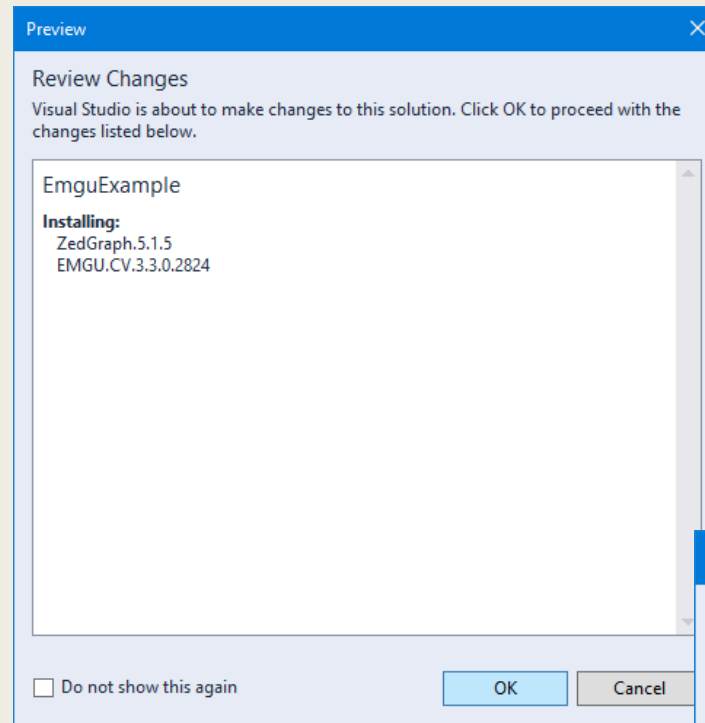 Preview
Review Changes
Visual Studio is about to make changes to this solution. Click OK to proceed with the
changes listed below.
EmguExample
Installing:
ZedGraph.5.1.5
EMGU.CV.3.3.0.2824
Do not show this again
OK
Cancel